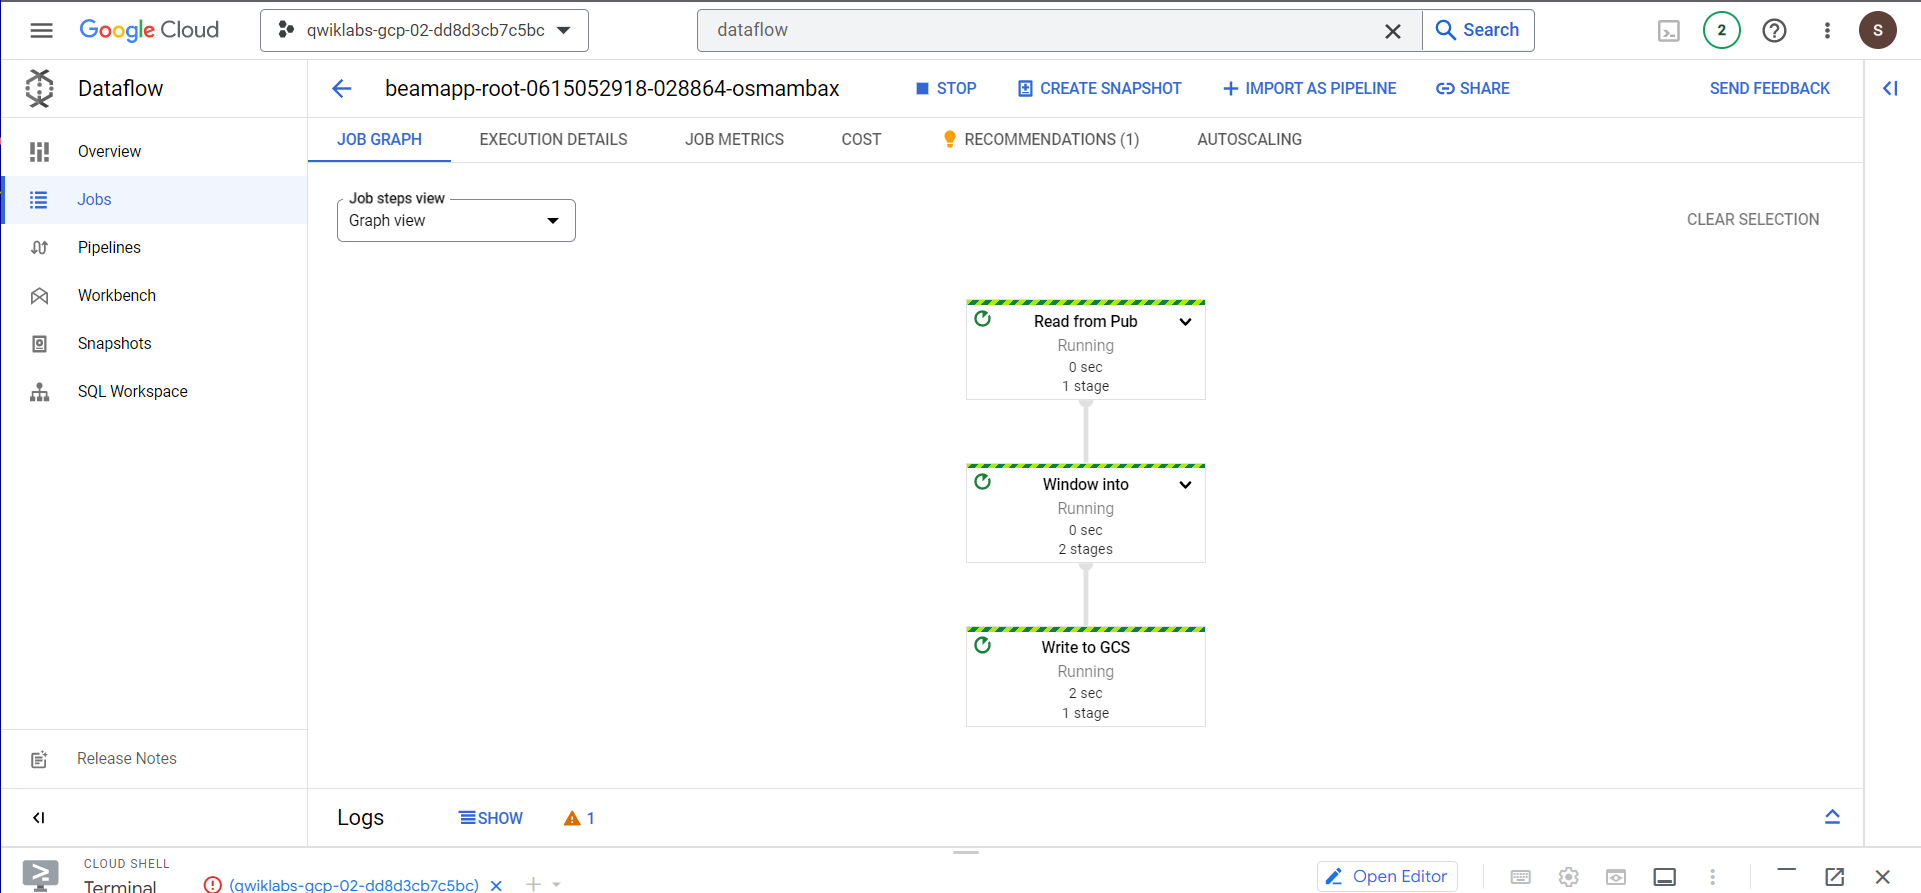 Google Cloud
qwiklabs-gcp-02-dd8d3cb7c5bc
dataflow
Search
2
S
Dataflow
beamapp-root-0615052918-028864-osmambax
STOP
CREATE SNAPSHOT
IMPORT AS PIPELINE
SHARE
SEND FEEDBACK
Overview
Jobs
Pipelines
Workbench
Snapshots
SQL Workspace
Release Notes
JOB GRAPH
EXECUTION DETAILS
JOB METRICS
COST
RECOMMENDATIONS (1)
AUTOSCALING
Job steps view
Graph view
CLEAR SELECTION
Read from Pub
Running
0 sec
1 stage
Window into
Running
0 sec
2 stages
Write to GCS
Running
2 sec
1 stage
Logs
SHOW
1
CLOUD SHELL
Terminal
(qwiklabs-gcp-02-dd8d3cb7c5bc)
Open Editor